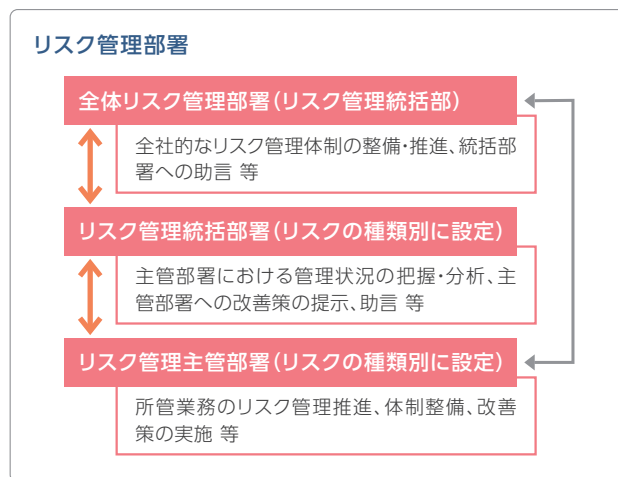 リスク管理部署
全体リスク管理部署(リスク管理統括部)
全社的なリスク管理体制の整備・推進、統括部
署への助言 等
リスク管理統括部署(リスクの種類別に設定)
主管部署における管理状況の把握・分析、主
管部署への改善策の提示、助言 等
リスク管理主管部署(リスクの種類別に設定)
所管業務のリスク管理推進、体制整備、改善
策の実施 等